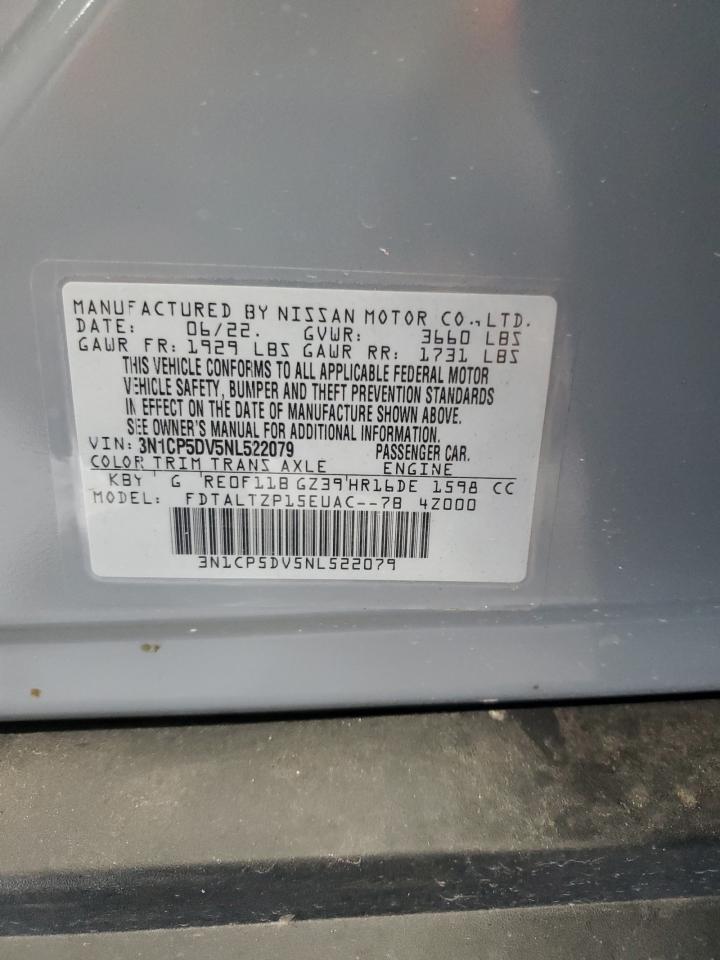 MANUFACTURED BY NISSAN MOTOR CO.,LTD.
DATE: 06/22. GVWR: 3660 LBS
GAWR FR: 1929 LBS GAWR RR: 1731 LBS
THIS VEHICLE CONFORMS TO ALL APPLICABLE FEDERAL MOTOR
VEHICLE SAFETY, BUMPER AND THEFT PREVENTION STANDARDS
IN EFFECT ON THE DATE OF MANUFACTURE SHOWN ABOVE.
SEE OWNER'S MANUAL FOR ADDITIONAL INFORMATION.
VIN: 3N1CP5DV5NL522079 PASSENGER CAR.
COLOR TRIM TRANS AXLE ENGINE
KBY G RE0F11B GZ39 HR16DE 1598 CC
MODEL: FDTALTZP15EUAC--7B 4Z000
3N1CP5DV5NL522079